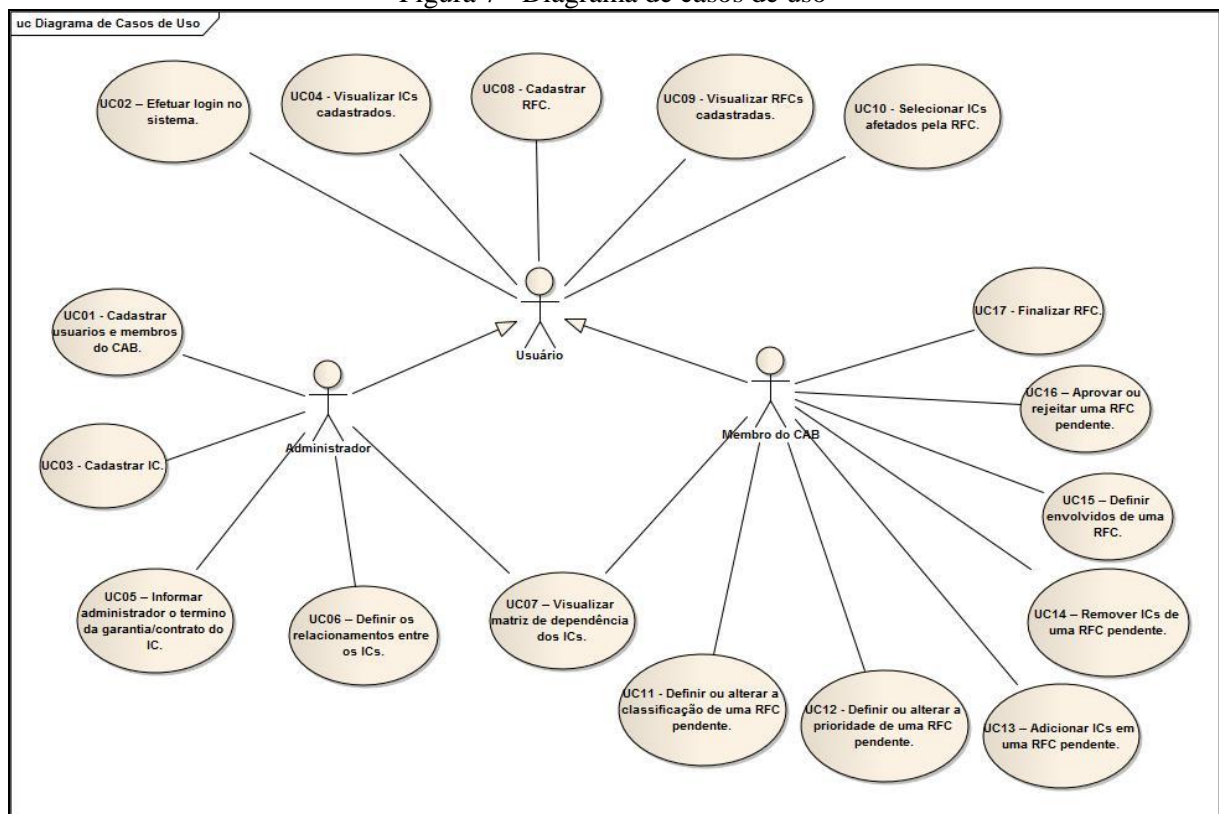 Figura 7 - Diagrama de casos de uso
uc Diagrama de Casos de Uso
UC02 – Efetuar login no
sistema.
UC04 - Visualizar ICs
cadastrados.
UC08 - Cadastrar
RFC.
UC09 - Visualizar RFCs
cadastradas.
UC10 - Selecionar ICs
afetados pela RFC.
Usuário
UC01 - Cadastrar
usuarios e membros
do CAB.
UC17 - Finalizar RFC.
Administrador
Membro do CAB
UC16 – Aprovar ou
rejeitar uma RFC
pendente.
UC03 - Cadastrar IC.
UC15 – Definir
envolvidos de uma
RFC.
UC05 – Informar
administrador o termino
da garantia/contrato do
IC.
UC06 – Definir os
relacionamentos entre
os ICs.
UC07 – Visualizar
matriz de dependência
dos ICs.
UC14 – Remover ICs de
uma RFC pendente.
UC11 - Definir ou alterar a
classificação de uma RFC
pendente.
UC12 - Definir ou alterar a
prioridade de uma RFC
pendente.
UC13 – Adicionar ICs em
uma RFC pendente.